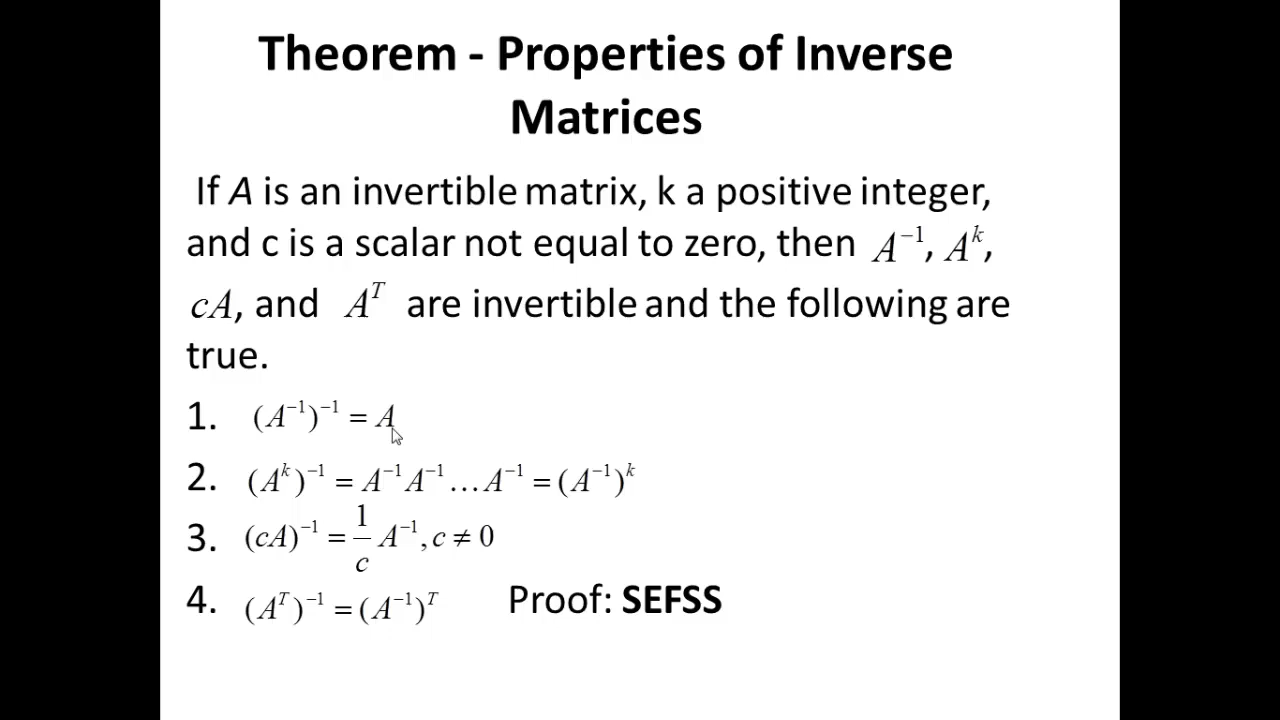 Theorem - Properties of Inverse
Matrices
If A is an invertible matrix, k a positive integer,
and c is a scalar not equal to zero, then A⁻¹, Aᵏ,
cA, and Aᵀ are invertible and the following are
true.
1. (A⁻¹)⁻¹ = A
2. (Aᵏ)⁻¹ = A⁻¹A⁻¹…A⁻¹ = (A⁻¹)ᵏ
3. (cA)⁻¹ = 1/c A⁻¹, c ≠ 0
4. (Aᵀ)⁻¹ = (A⁻¹)ᵀ Proof: SEFSS